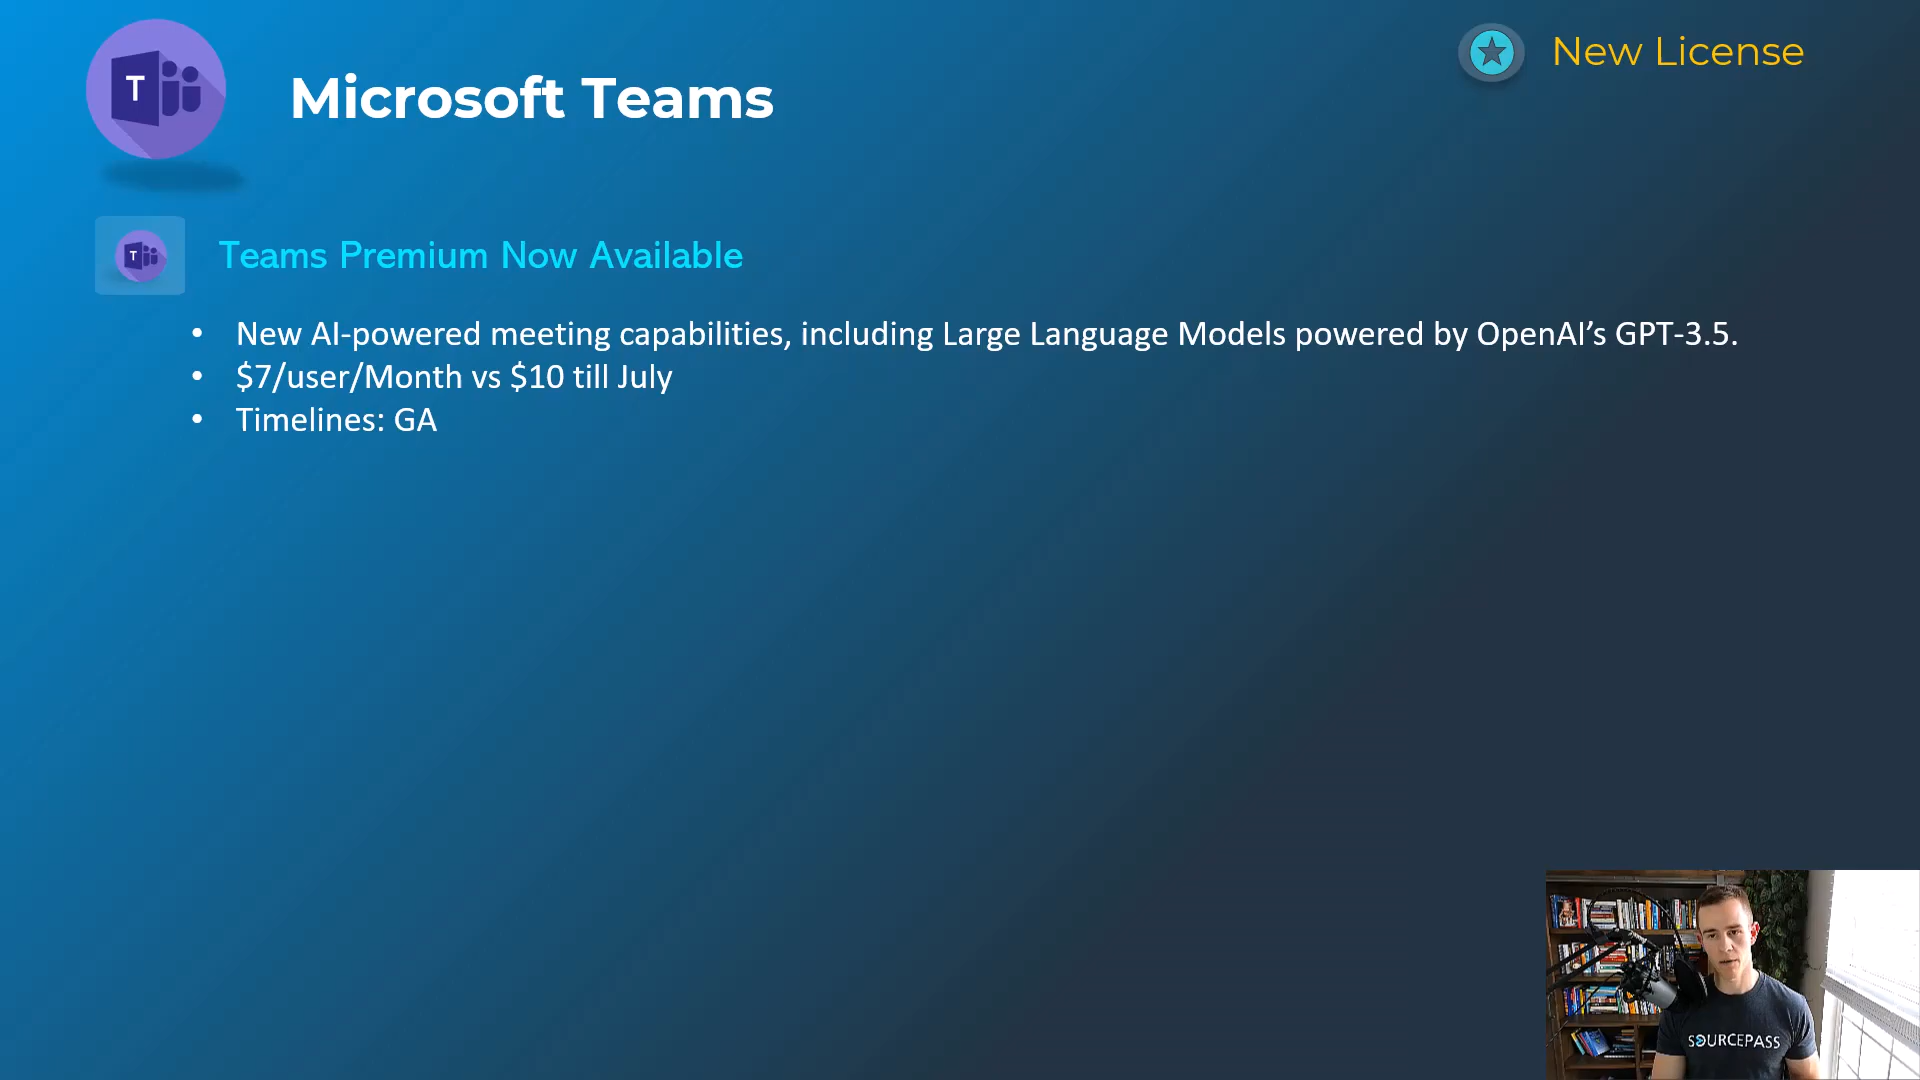 New License
T
Microsoft Teams
T
Teams Premium Now Available
• New AI-powered meeting capabilities, including Large Language Models powered by OpenAI’s GPT-3.5.
• $7/user/Month vs $10 till July
• Timelines: GA
SOURCEPASS